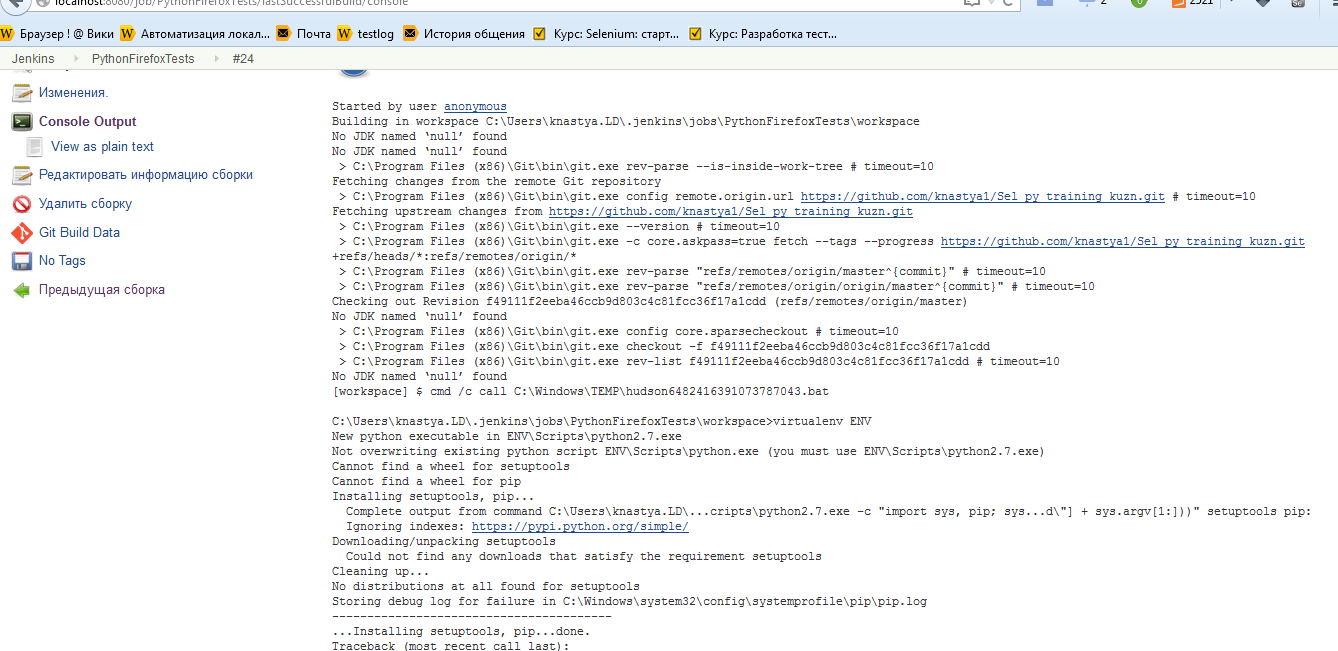 localhost:8080/job/PythonFirefoxTests/lastSuccessfulBuild/console
2
2521
Браузер ! @ Вики
Автоматизация локал...
Почта
testlog
История общения
Курс: Selenium: старт...
Курс: Разработка тест...
Jenkins
PythonFirefoxTests
#24
Изменения.
Console Output
View as plain text
Редактировать информацию сборки
Удалить сборку
Git Build Data
No Tags
Предыдущая сборка
Started by user anonymous
Building in workspace C:\Users\knastya.LD\.jenkins\jobs\PythonFirefoxTests\workspace
No JDK named ‘null’ found
No JDK named ‘null’ found
> C:\Program Files (x86)\Git\bin\git.exe rev-parse --is-inside-work-tree # timeout=10
Fetching changes from the remote Git repository
> C:\Program Files (x86)\Git\bin\git.exe config remote.origin.url https://github.com/knastya1/Sel_py_training_kuzn.git # timeout=10
Fetching upstream changes from https://github.com/knastya1/Sel_py_training_kuzn.git
> C:\Program Files (x86)\Git\bin\git.exe --version # timeout=10
> C:\Program Files (x86)\Git\bin\git.exe -c core.askpass=true fetch --tags --progress https://github.com/knastya1/Sel_py_training_kuzn.git
+refs/heads/*:refs/remotes/origin/*
> C:\Program Files (x86)\Git\bin\git.exe rev-parse "refs/remotes/origin/master^{commit}" # timeout=10
> C:\Program Files (x86)\Git\bin\git.exe rev-parse "refs/remotes/origin/origin/master^{commit}" # timeout=10
Checking out Revision f49111f2eeba46ccb9d803c4c81fcc36f17a1cdd (refs/remotes/origin/master)
No JDK named ‘null’ found
> C:\Program Files (x86)\Git\bin\git.exe config core.sparsecheckout # timeout=10
> C:\Program Files (x86)\Git\bin\git.exe checkout -f f49111f2eeba46ccb9d803c4c81fcc36f17a1cdd
> C:\Program Files (x86)\Git\bin\git.exe rev-list f49111f2eeba46ccb9d803c4c81fcc36f17a1cdd # timeout=10
No JDK named ‘null’ found
[workspace] $ cmd /c call C:\Windows\TEMP\hudson6482416391073787043.bat
C:\Users\knastya.LD\.jenkins\jobs\PythonFirefoxTests\workspace>virtualenv ENV
New python executable in ENV\Scripts\python2.7.exe
Not overwriting existing python script ENV\Scripts\python.exe (you must use ENV\Scripts\python2.7.exe)
Cannot find a wheel for setuptools
Cannot find a wheel for pip
Installing setuptools, pip...
Complete output from command C:\Users\knastya.LD\...cripts\python2.7.exe -c "import sys, pip; sys...d\"] + sys.argv[1:]))" setuptools pip:
Ignoring indexes: https://pypi.python.org/simple/
Downloading/unpacking setuptools
Could not find any downloads that satisfy the requirement setuptools
Cleaning up...
No distributions at all found for setuptools
Storing debug log for failure in C:\Windows\system32\config\systemprofile\pip\pip.log
----------------------------------------
...Installing setuptools, pip...done.
Traceback (most recent call last):